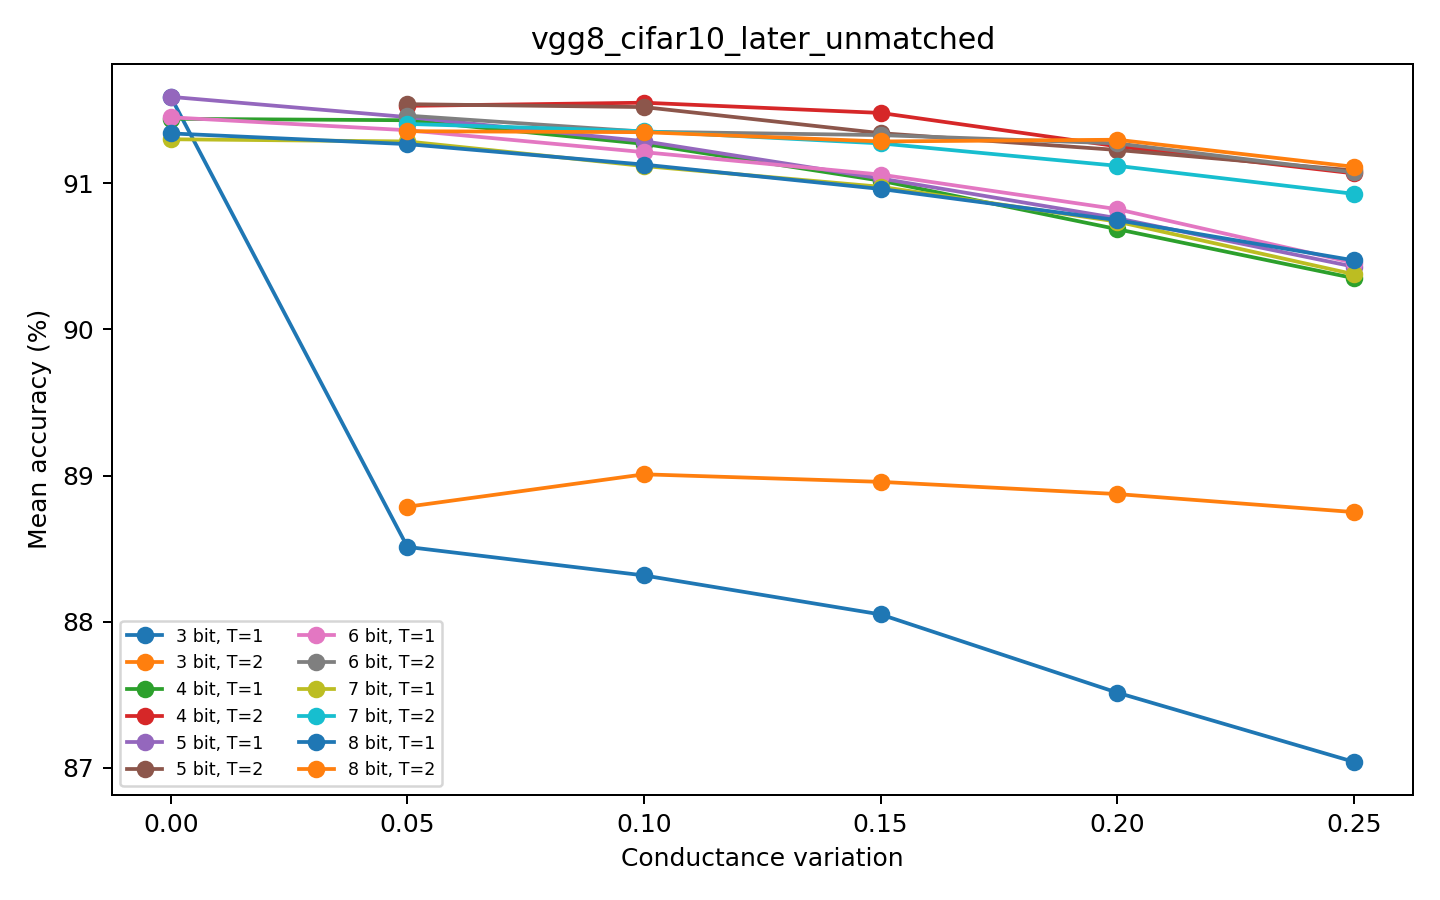 vgg8_cifar10_later_unmatched
Mean accuracy (%)
91
90
89
88
87
3 bit, T=1
3 bit, T=2
4 bit, T=1
4 bit, T=2
5 bit, T=1
5 bit, T=2
6 bit, T=1
6 bit, T=2
7 bit, T=1
7 bit, T=2
8 bit, T=1
8 bit, T=2
0.00 0.05 0.10 0.15 0.20 0.25
Conductance variation